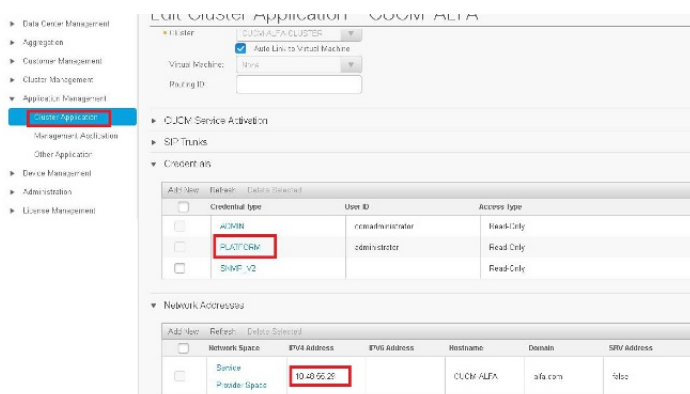 Edit Cluster Application - CUCM-ALFA
Data Center Management
Aggregation
Customer Management
Cluster Management
Application Management
Cluster Application
Management Application
Other Application
Device Management
Administration
License Management
Cluster: CUCM-ALFA-CLUSTER
Auto Link to Virtual Machine
Virtual Machine: None
Routing ID:
CUCM Service Activation
SIP Trunks
Credentials
Add New Refresh Delete Selected
Credential Type User ID Access Type
ADMIN ccmadministrator Read-Only
PLATFORM administrator Read-Only
SNMP_V2 Read-Only
Network Addresses
Add New Refresh Delete Selected
Network Space IPV4 Address IPV6 Address Hostname Domain SRV Address
Service
Provider Space 10.48.55.29 CUCM-ALFA alfa.com false